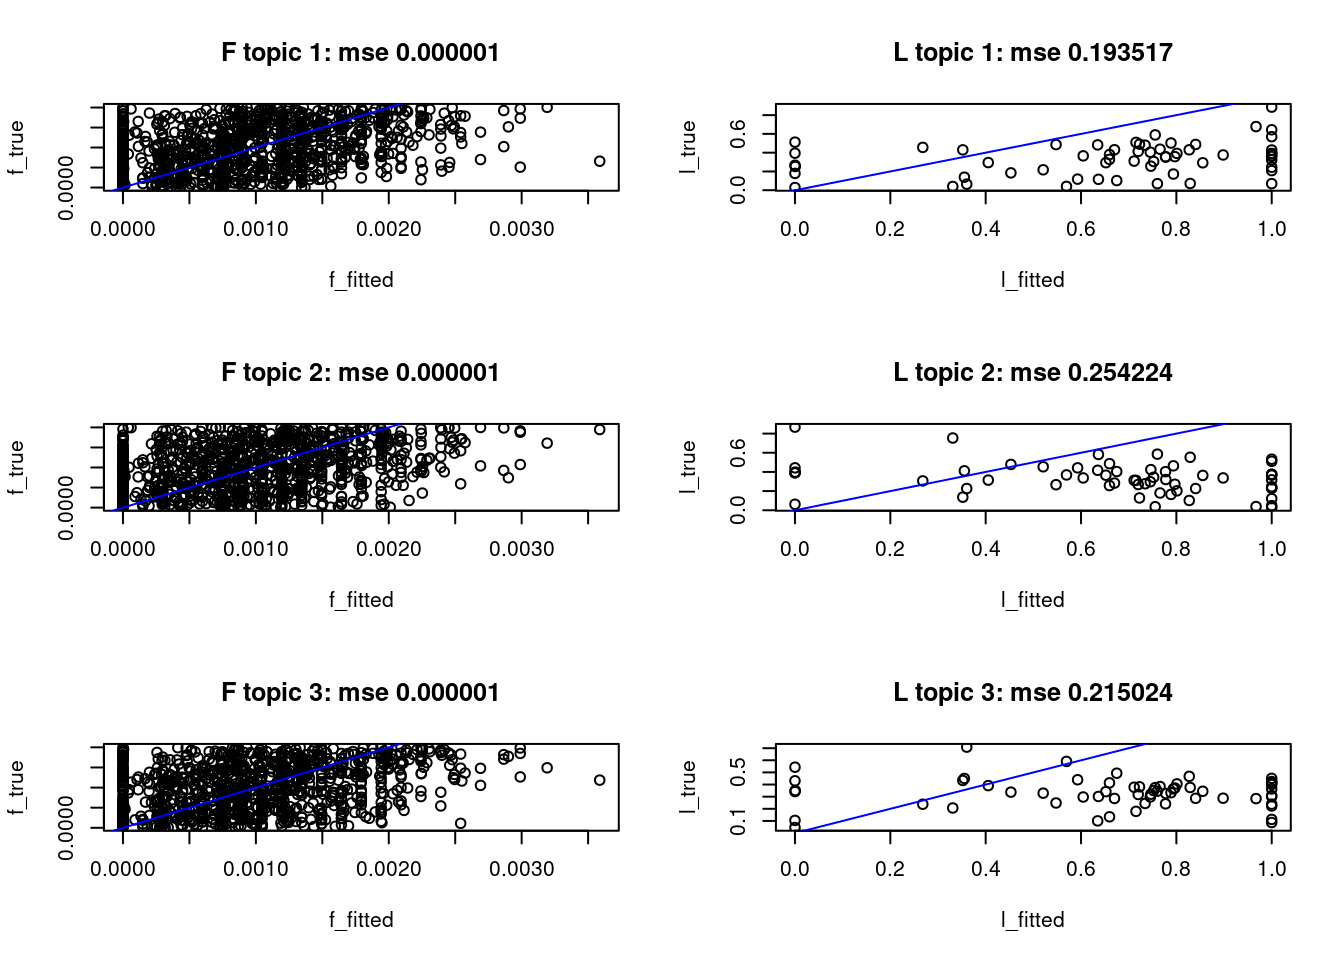 F topic 1: mse 0.000001
f_true
0.0000
0.0000 0.0010 0.0020 0.0030
f_fitted
L topic 1: mse 0.193517
l_true
0.0 0.6
0.0 0.2 0.4 0.6 0.8 1.0
l_fitted
F topic 2: mse 0.000001
f_true
0.0000
0.0000 0.0010 0.0020 0.0030
f_fitted
L topic 2: mse 0.254224
l_true
0.0 0.6
0.0 0.2 0.4 0.6 0.8 1.0
l_fitted
F topic 3: mse 0.000001
f_true
0.0000
0.0000 0.0010 0.0020 0.0030
f_fitted
L topic 3: mse 0.215024
l_true
0.1 0.5
0.0 0.2 0.4 0.6 0.8 1.0
l_fitted